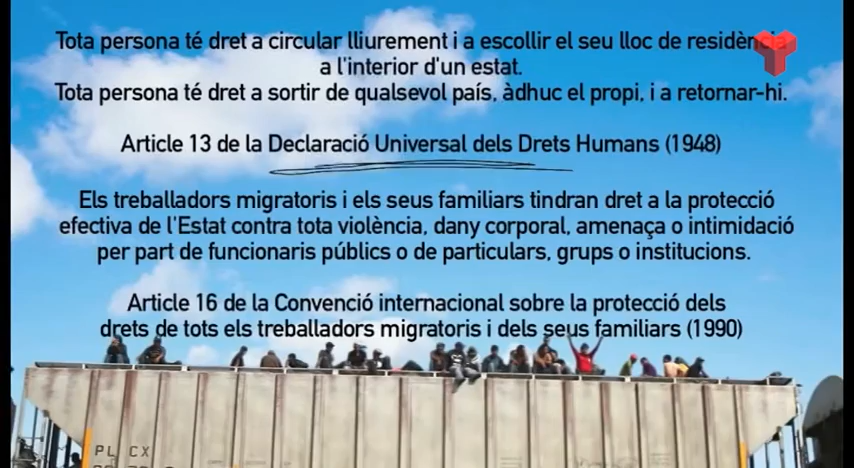 Tota persona té dret a circular lliurement i a escollir el seu lloc de residència
a l'interior d'un estat.
Tota persona té dret a sortir de qualsevol país, àdhuc el propi, i a retornar-hi.
Article 13 de la Declaració Universal dels Drets Humans (1948)
Els treballadors migratoris i els seus familiars tindran dret a la protecció
efectiva de l'Estat contra tota violència, dany corporal, amenaça o intimidació
per part de funcionaris públics o de particulars, grups o institucions.
Article 16 de la Convenció internacional sobre la protecció dels
drets de tots els treballadors migratoris i dels seus familiars (1990)
PL CX